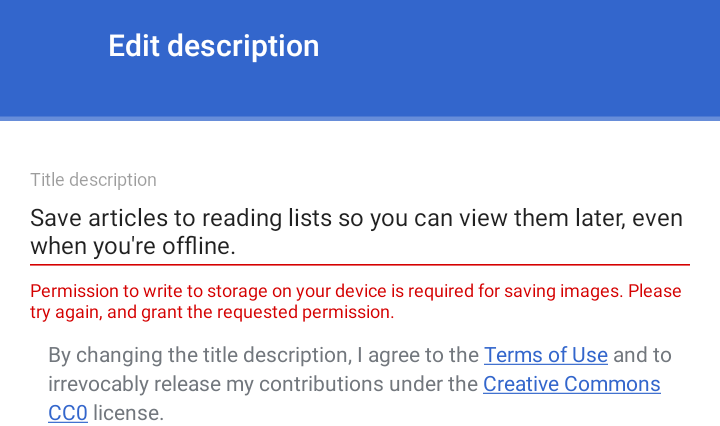 Edit description
Title description
Save articles to reading lists so you can view them later, even
when you're offline.
Permission to write to storage on your device is required for saving images. Please
try again, and grant the requested permission.
By changing the title description, I agree to the Terms of Use and to
irrevocably release my contributions under the Creative Commons
CC0 license.